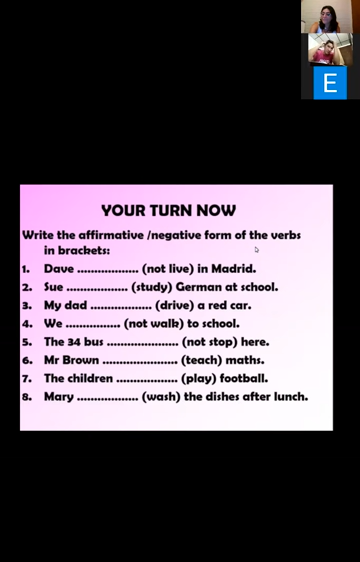 E
YOUR TURN NOW
Write the affirmative /negative form of the verbs
in brackets:
1. Dave .................. (not live) in Madrid.
2. Sue .................. (study) German at school.
3. My dad .................. (drive) a red car.
4. We ................ (not walk) to school.
5. The 34 bus ..................... (not stop) here.
6. Mr Brown ...................... (teach) maths.
7. The children .................. (play) football.
8. Mary .................. (wash) the dishes after lunch.